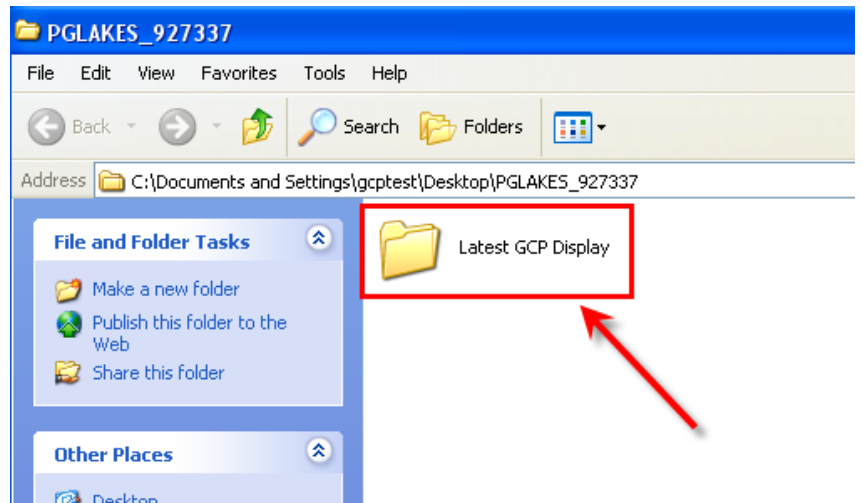 PGLAKES_927337
File Edit View Favorites Tools Help
Back Search Folders
Address C:\Documents and Settings\gcptest\Desktop\PGLAKES_927337
File and Folder Tasks
Make a new folder
Publish this folder to the
Web
Share this folder
Other Places
Desktop
Latest GCP Display